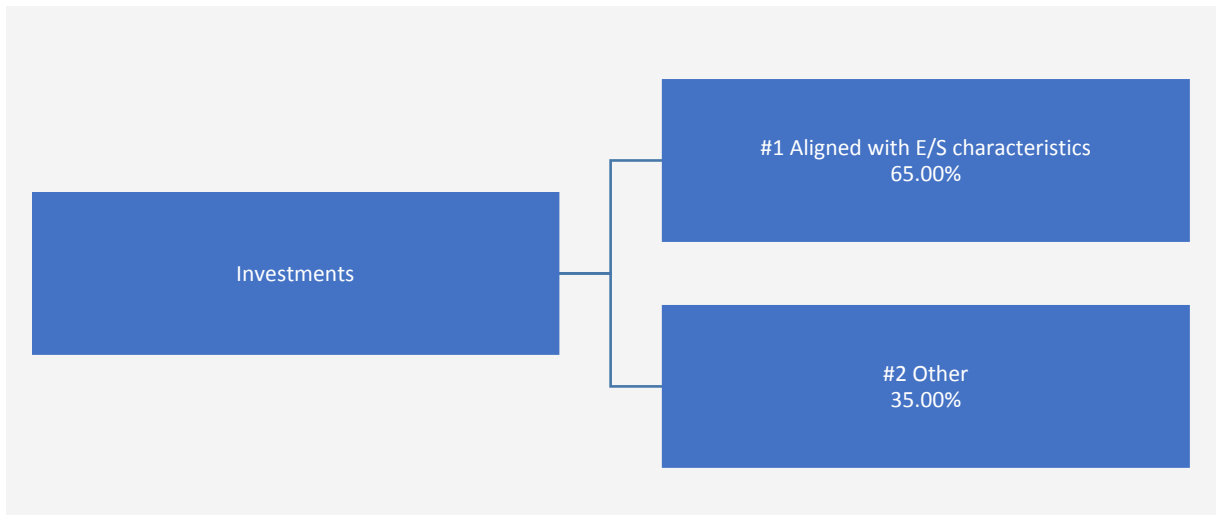 Investments
#1 Aligned with E/S characteristics
65.00%
#2 Other
35.00%